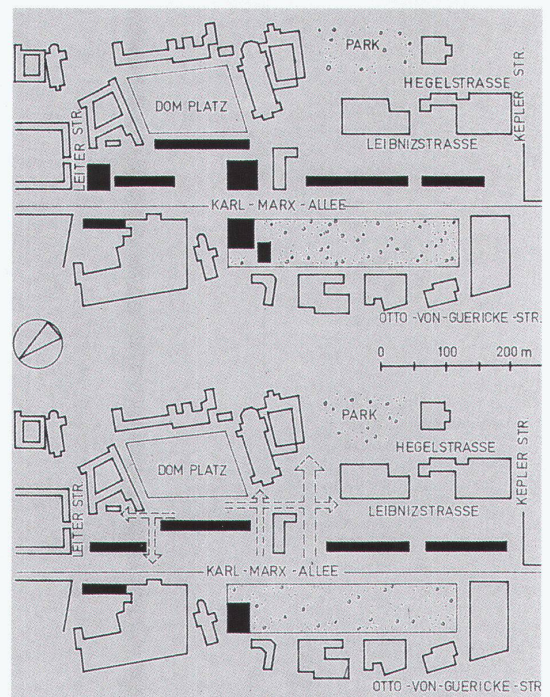 PARK
HEGELSTRASSE
DOM PLATZ
LEITER STR.
KEPLER STR.
LEIBNIZSTRASSE
KARL-MARX-ALLEE
OTTO-VON-GUERICKE-STR.
0 100 200 m
PARK
HEGELSTRASSE
DOM PLATZ
LEITER STR
KEPLER STR
LEIBNIZSTRASSE
KARL-MARX-ALLEE
OTTO-VON-GUERICKE-STR